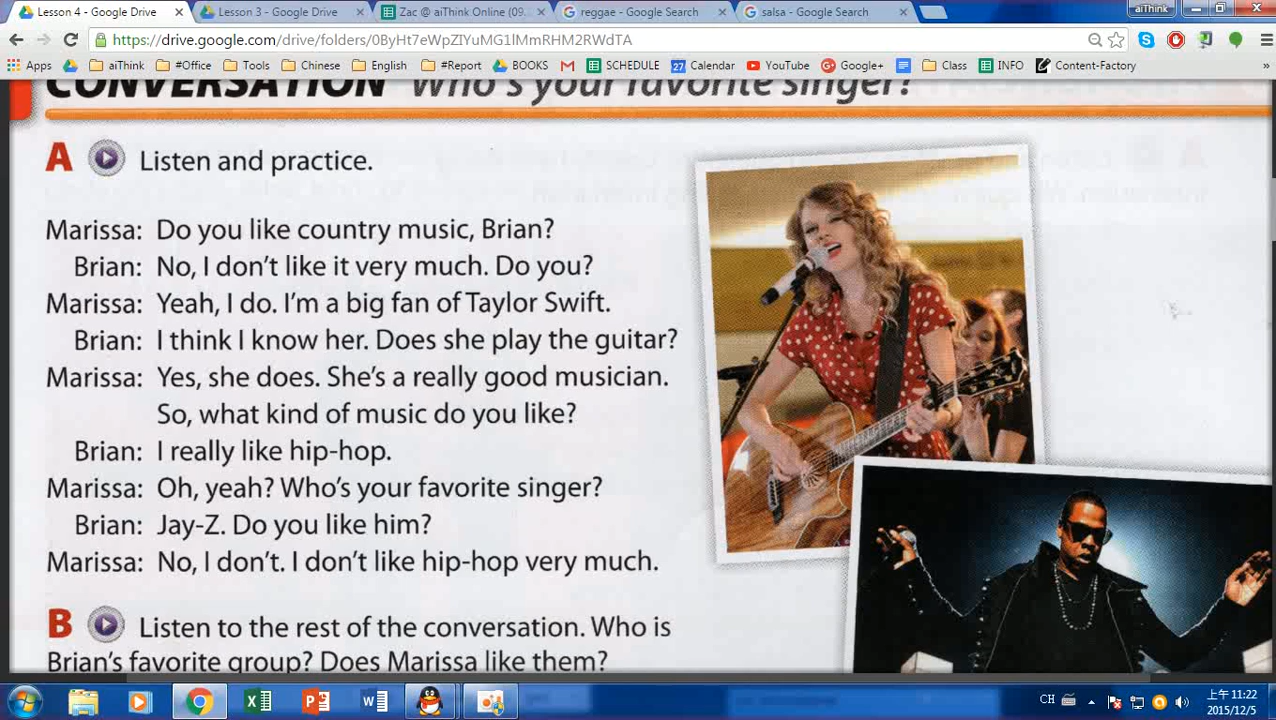 Lesson 4 - Google Drive
Lesson 3 - Google Drive
Zac @ aiThink Online (09.
reggae - Google Search
salsa - Google Search
aiThink
https://drive.google.com/drive/folders/0ByHt7eWpZIYuMG1lMmRHM2RWdTA
Apps
aiThink
#Office
Tools
Chinese
English
#Report
BOOKS
SCHEDULE
Calendar
YouTube
Google+
Class
INFO
Content-Factory
CONVERSATION Who's your favorite singer?
A Listen and practice.
Marissa: Do you like country music, Brian?
Brian: No, I don't like it very much. Do you?
Marissa: Yeah, I do. I'm a big fan of Taylor Swift.
Brian: I think I know her. Does she play the guitar?
Marissa: Yes, she does. She's a really good musician.
So, what kind of music do you like?
Brian: I really like hip-hop.
Marissa: Oh, yeah? Who's your favorite singer?
Brian: Jay-Z. Do you like him?
Marissa: No, I don't. I don't like hip-hop very much.
B Listen to the rest of the conversation. Who is
Brian's favorite group? Does Marissa like them?
CH
上午 11:22
2015/12/5